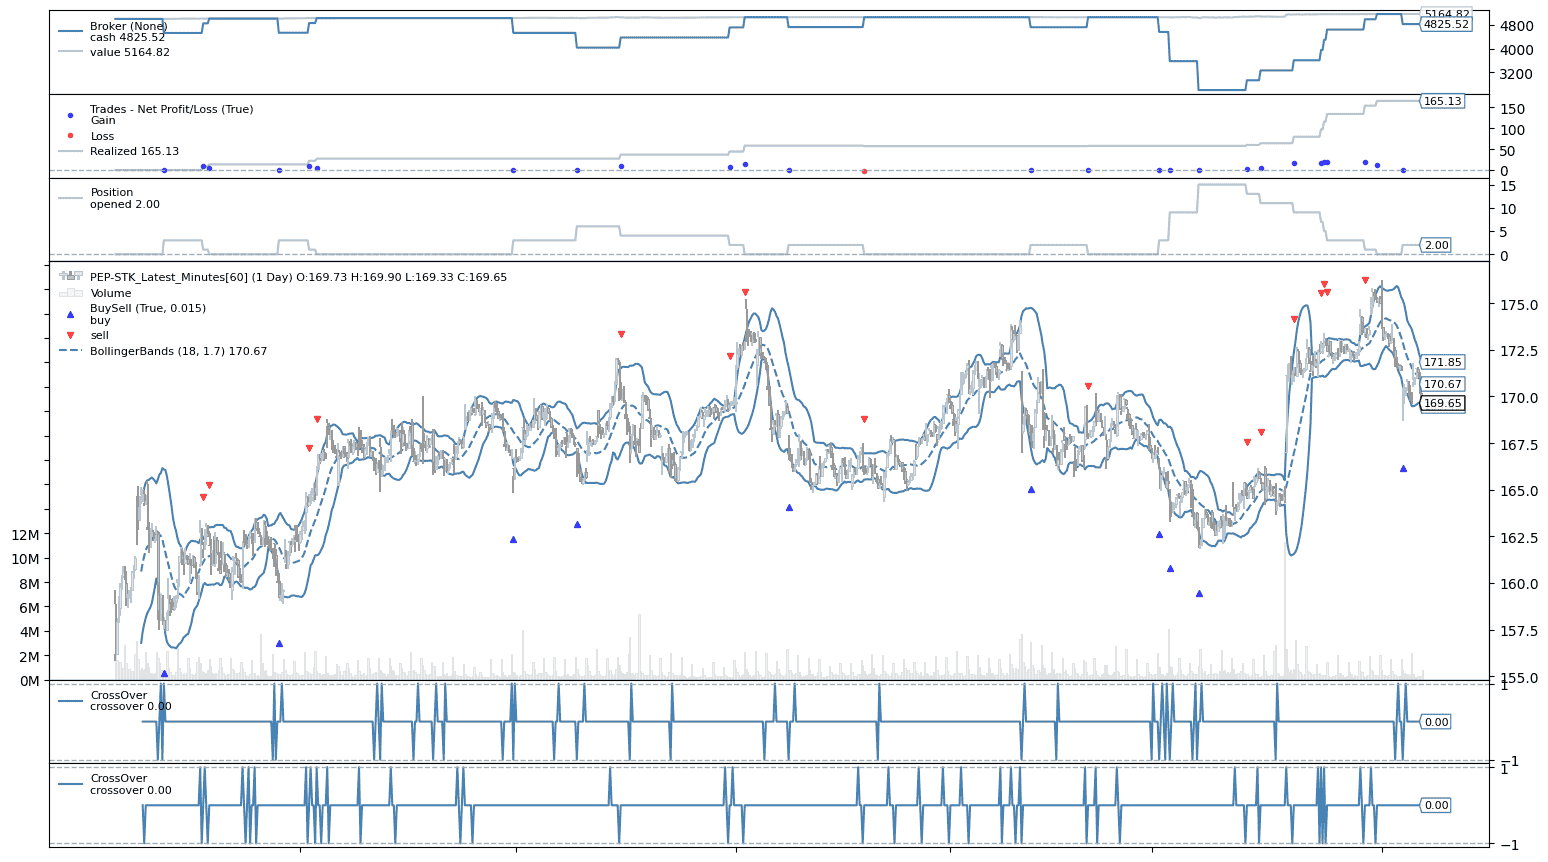 Broker (None)
cash 4825.52
value 5164.82
5164.82
4825.52
4800
4000
3200
Trades - Net Profit/Loss (True)
Gain
Loss
Realized 165.13
165.13
150
100
50
0
Position
opened 2.00
15
10
5
2.00
0
PEP-STK_Latest_Minutes[60] (1 Day) O:169.73 H:169.90 L:169.33 C:169.65
Volume
BuySell (True, 0.015)
buy
sell
BollingerBands (18, 1.7) 170.67
175.0
172.5
171.85
170.67
170.0
169.65
167.5
165.0
162.5
160.0
157.5
155.0
12M
10M
8M
6M
4M
2M
0M
CrossOver
crossover 0.00
1
0.00
−1
CrossOver
crossover 0.00
1
0.00
−1